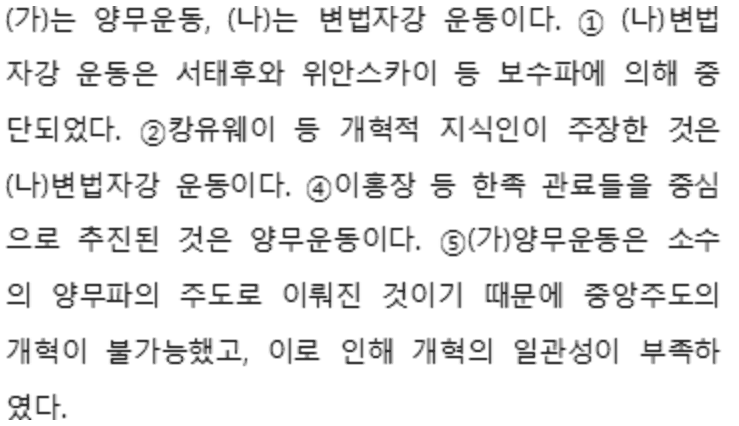 (가)는 양무운동, (나)는 변법자강 운동이다. ① (나)변법
자강 운동은 서태후와 위안스카이 등 보수파에 의해 중
단되었다. ②캉유웨이 등 개혁적 지식인이 주장한 것은
(나)변법자강 운동이다. ④이홍장 등 한족 관료들을 중심
으로 추진된 것은 양무운동이다. ⑤(가)양무운동은 소수
의 양무파의 주도로 이뤄진 것이기 때문에 중앙주도의
개혁이 불가능했고, 이로 인해 개혁의 일관성이 부족하
였다.